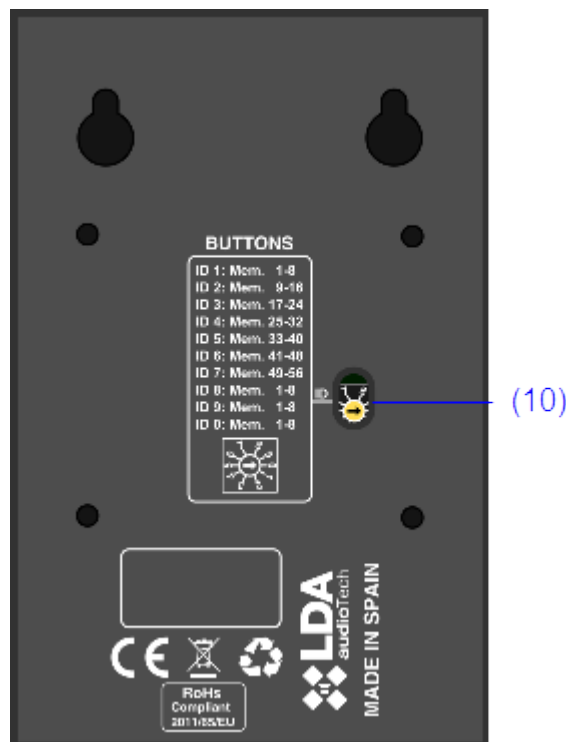 BUTTONS
ID 1: Mem. 1-8
ID 2: Mem. 9-16
ID 3: Mem. 17-24
ID 4: Mem. 25-32
ID 5: Mem. 33-40
ID 6: Mem. 41-48
ID 7: Mem. 49-56
ID 8: Mem. 1-8
ID 9: Mem. 1-8
ID 0: Mem. 1-8
ID
(10)
LDA
audioTech
MADE IN SPAIN
CE
RoHs
Compliant
2011/65/EU